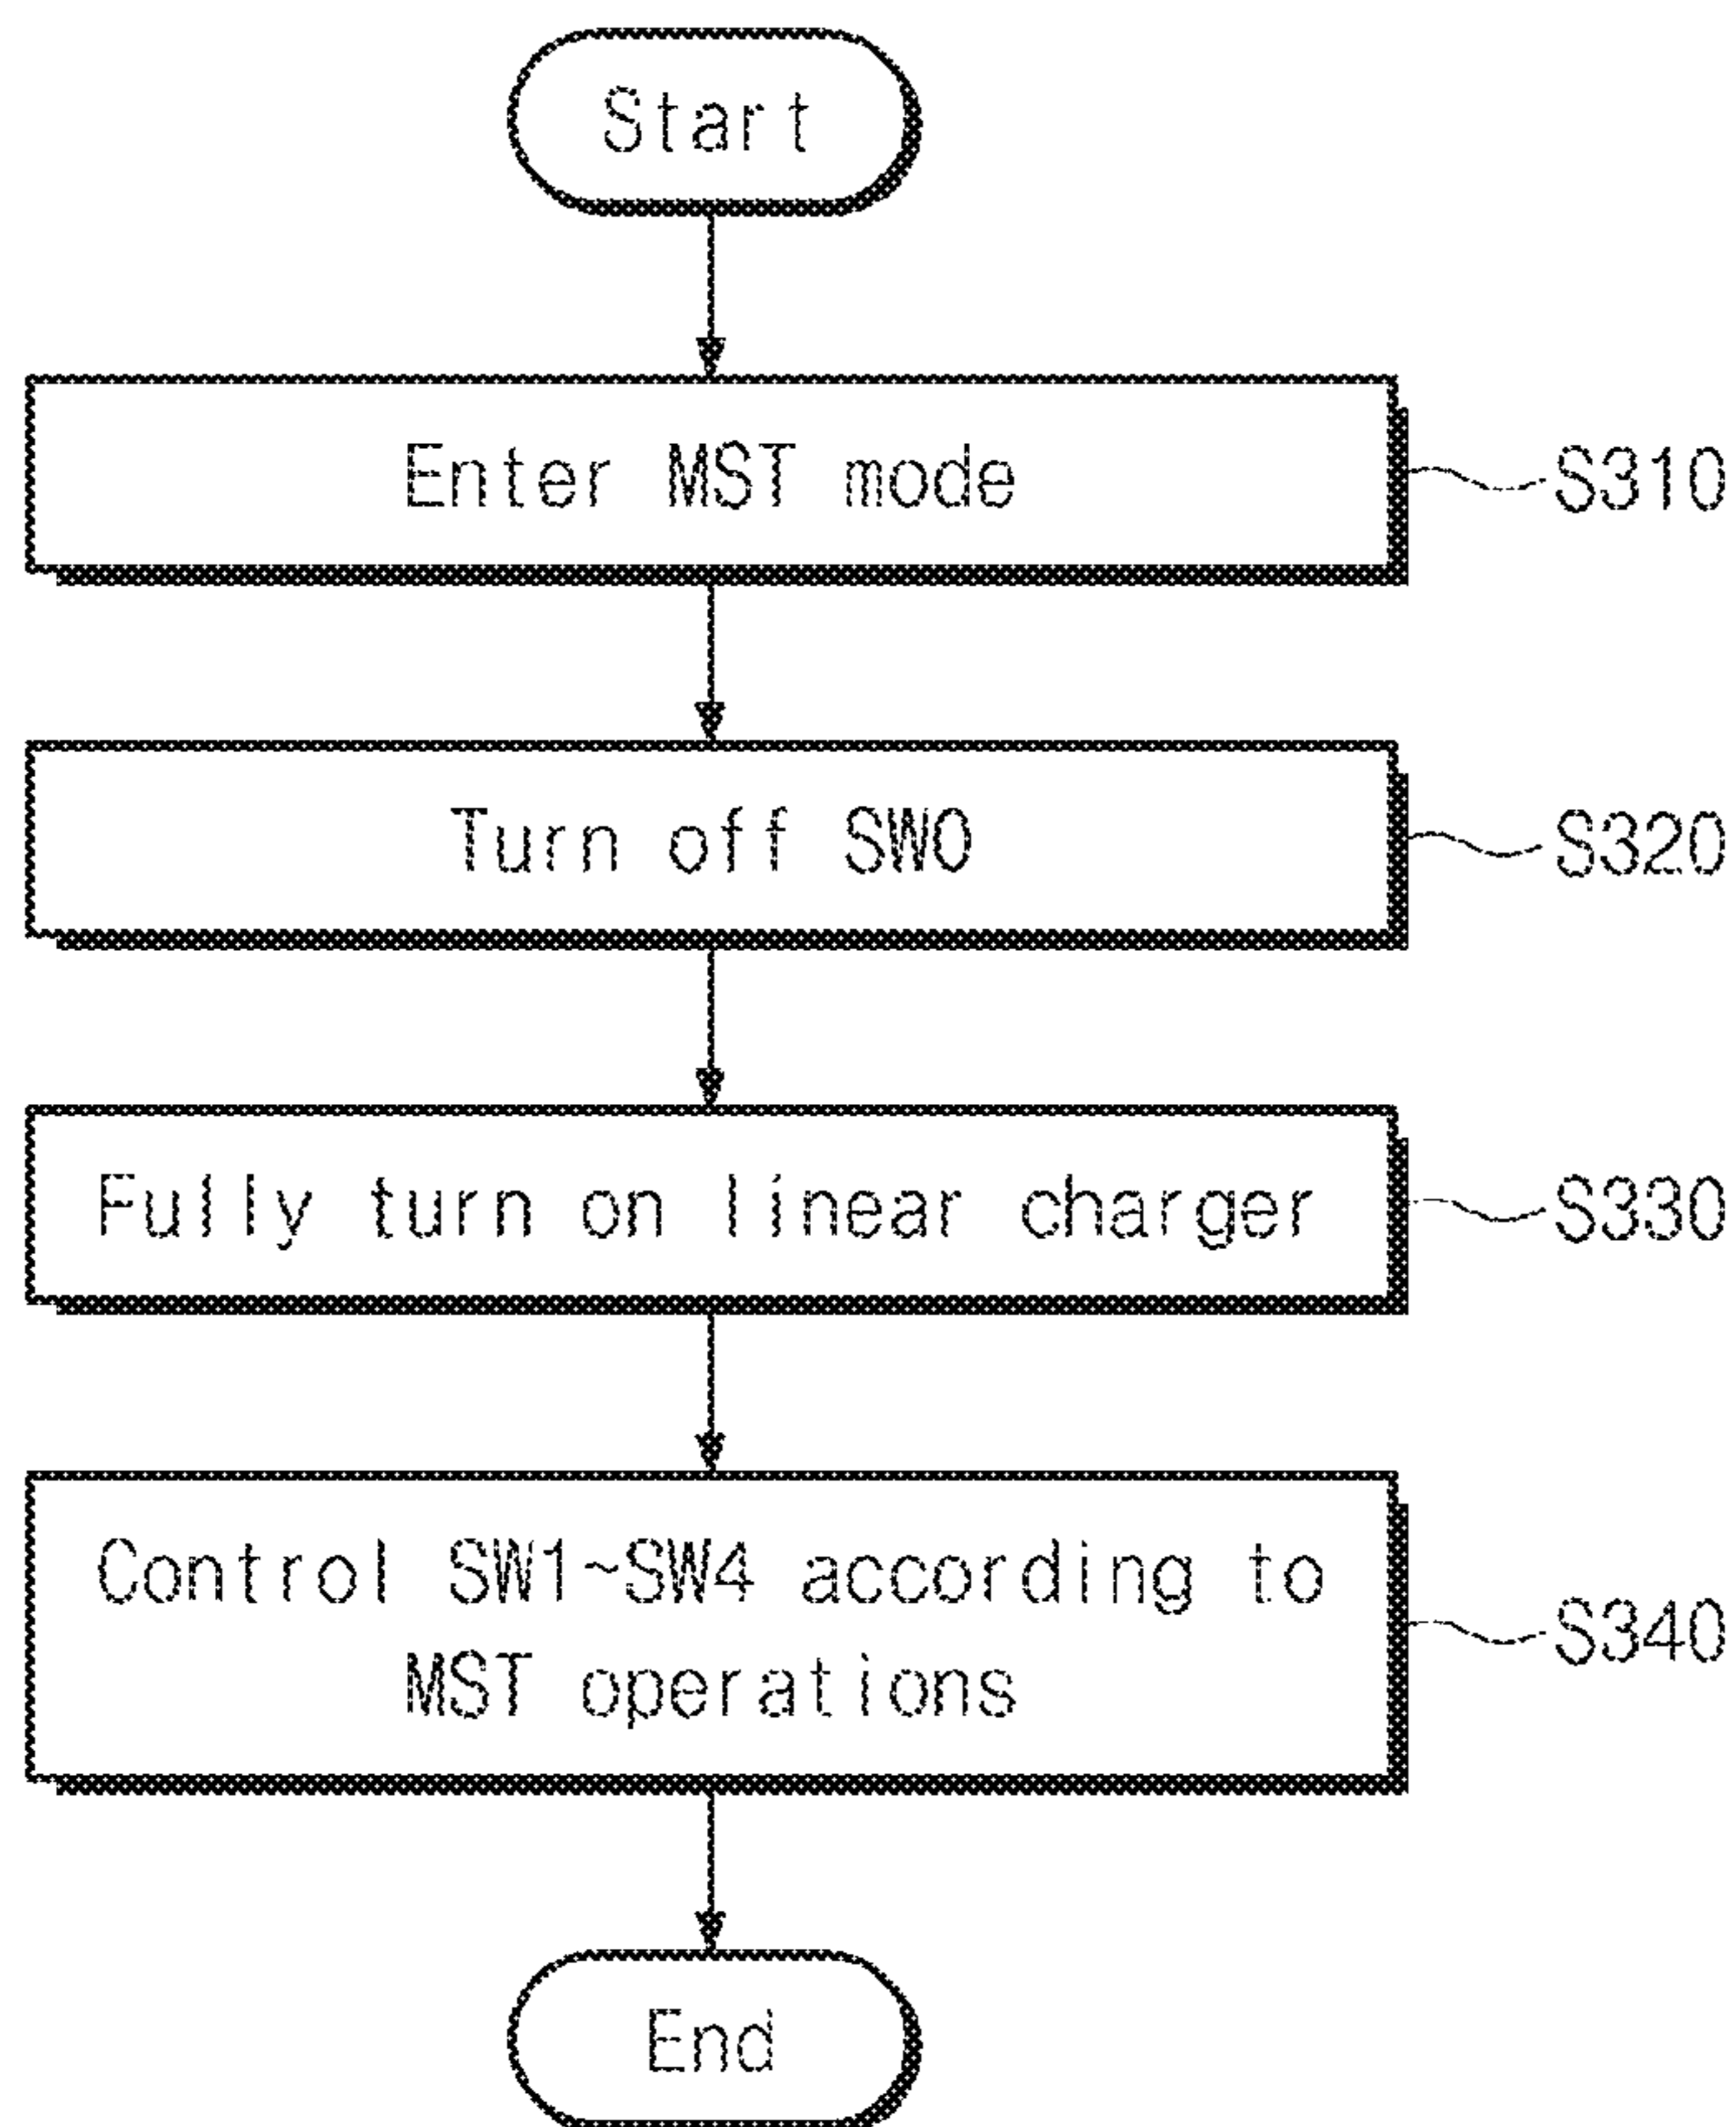 Start
Enter MST mode
S310
Turn off SW0
S320
Fully turn on linear charger
S330
Control SW1~SW4 according to
MST operations
S340
End